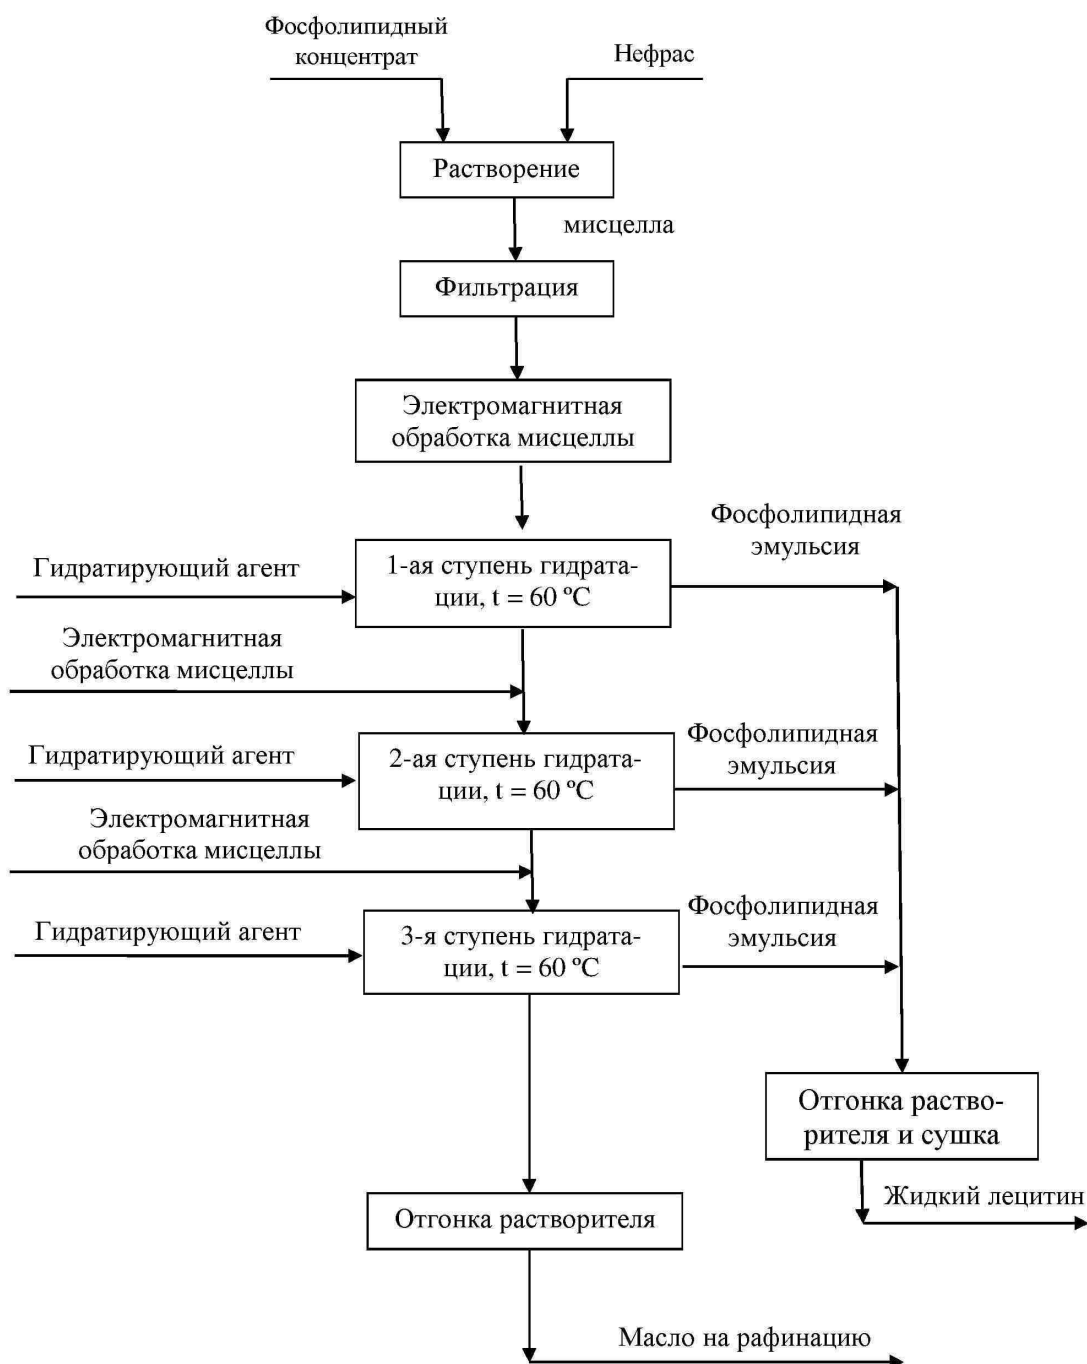 Фосфолипидный
концентрат
Нефрас
Растворение
мисцелла
Фильтрация
Электромагнитная
обработка мисцеллы
Фосфолипидная
эмульсия
Гидратирующий агент
1-ая ступень гидрата-
ции, t = 60 ºC
Электромагнитная
обработка мисцеллы
Гидратирующий агент
2-ая ступень гидрата-
ции, t = 60 ºC
Фосфолипидная
эмульсия
Электромагнитная
обработка мисцеллы
Гидратирующий агент
3-я ступень гидрата-
ции, t = 60 ºC
Фосфолипидная
эмульсия
Отгонка раство-
рителя и сушка
Жидкий лецитин
Отгонка растворителя
Масло на рафинацию